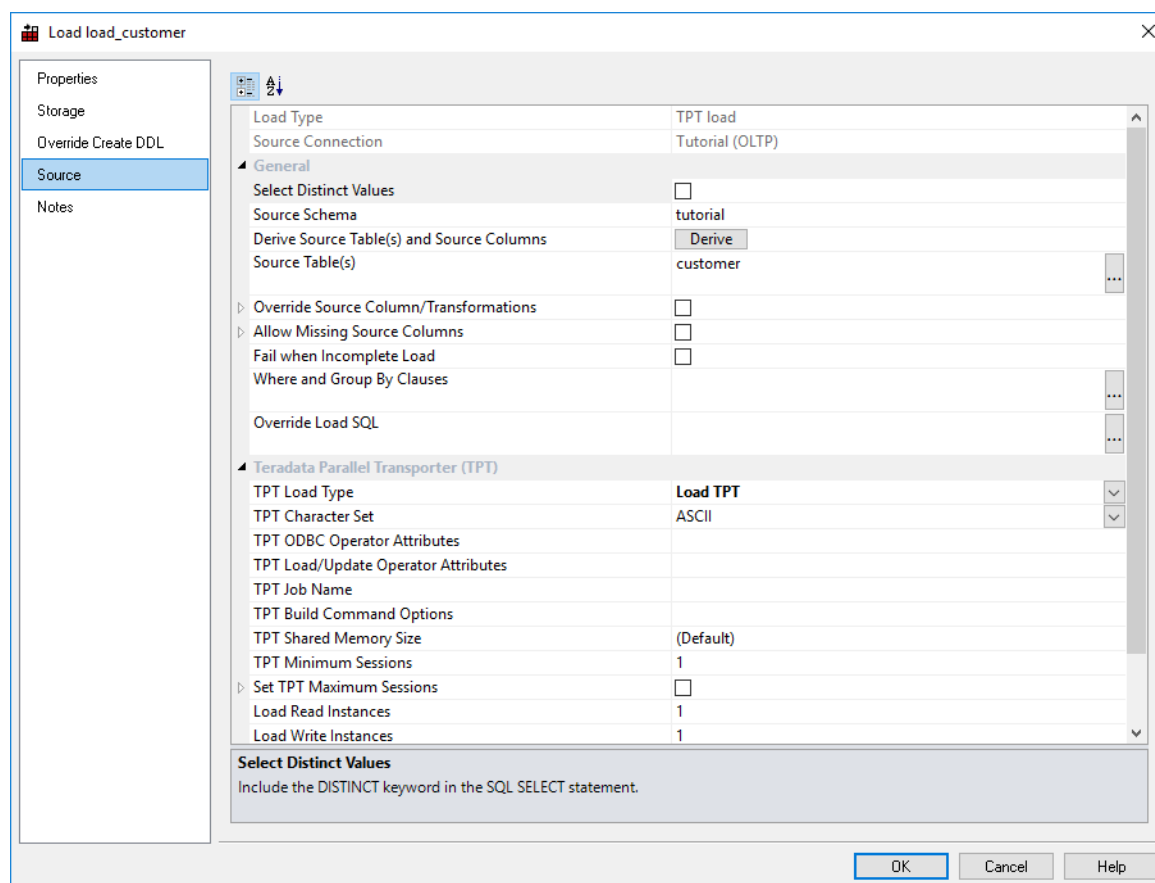 Load load_customer
Properties
Storage
Override Create DDL
Source
Notes
Load Type TPT load
Source Connection Tutorial (OLTP)
General
Select Distinct Values
Source Schema tutorial
Derive Source Table(s) and Source Columns Derive
Source Table(s) customer ...
Override Source Column/Transformations
Allow Missing Source Columns
Fail when Incomplete Load
Where and Group By Clauses ...
Override Load SQL ...
Teradata Parallel Transporter (TPT)
TPT Load Type Load TPT
TPT Character Set ASCII
TPT ODBC Operator Attributes
TPT Load/Update Operator Attributes
TPT Job Name
TPT Build Command Options
TPT Shared Memory Size (Default)
TPT Minimum Sessions 1
Set TPT Maximum Sessions
Load Read Instances 1
Load Write Instances 1
Select Distinct Values
Include the DISTINCT keyword in the SQL SELECT statement.
OK Cancel Help